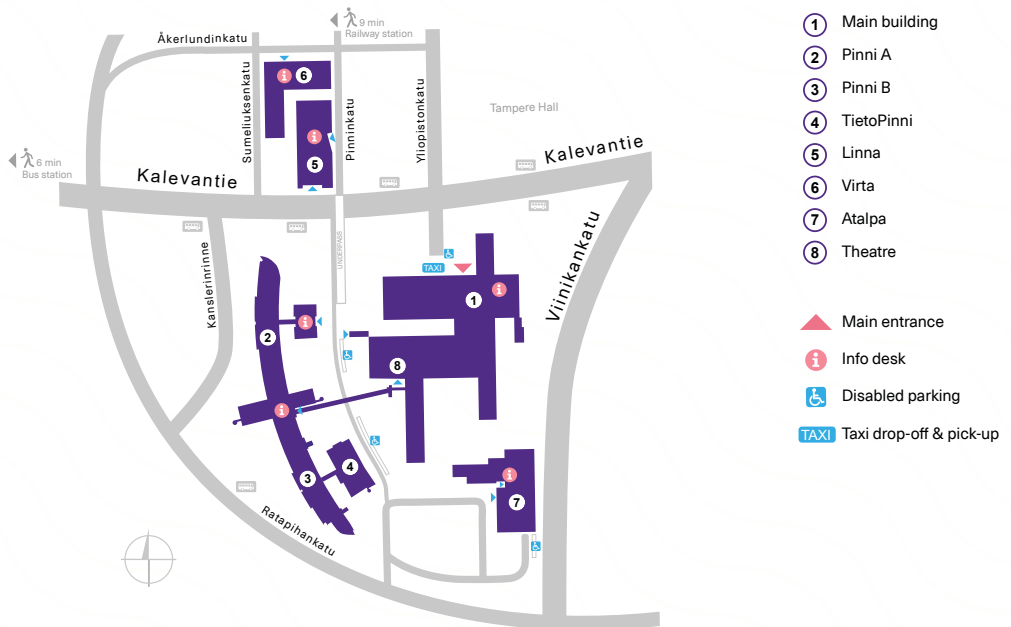 9 min
Railway station
Åkerlundinkatu
6
Sumeliuksenkatu
Pinninkatu
Yliopistonkatu
Tampere Hall
5
6 min
Bus station
Kalevantie
Kalevantie
UNDERPASS
Kanslerinrinne
TAXI
Viinikankatu
1
2
8
4
3
7
Ratapihankatu
1 Main building
2 Pinni A
3 Pinni B
4 TietoPinni
5 Linna
6 Virta
7 Atalpa
8 Theatre
Main entrance
i Info desk
Disabled parking
TAXI Taxi drop-off & pick-up